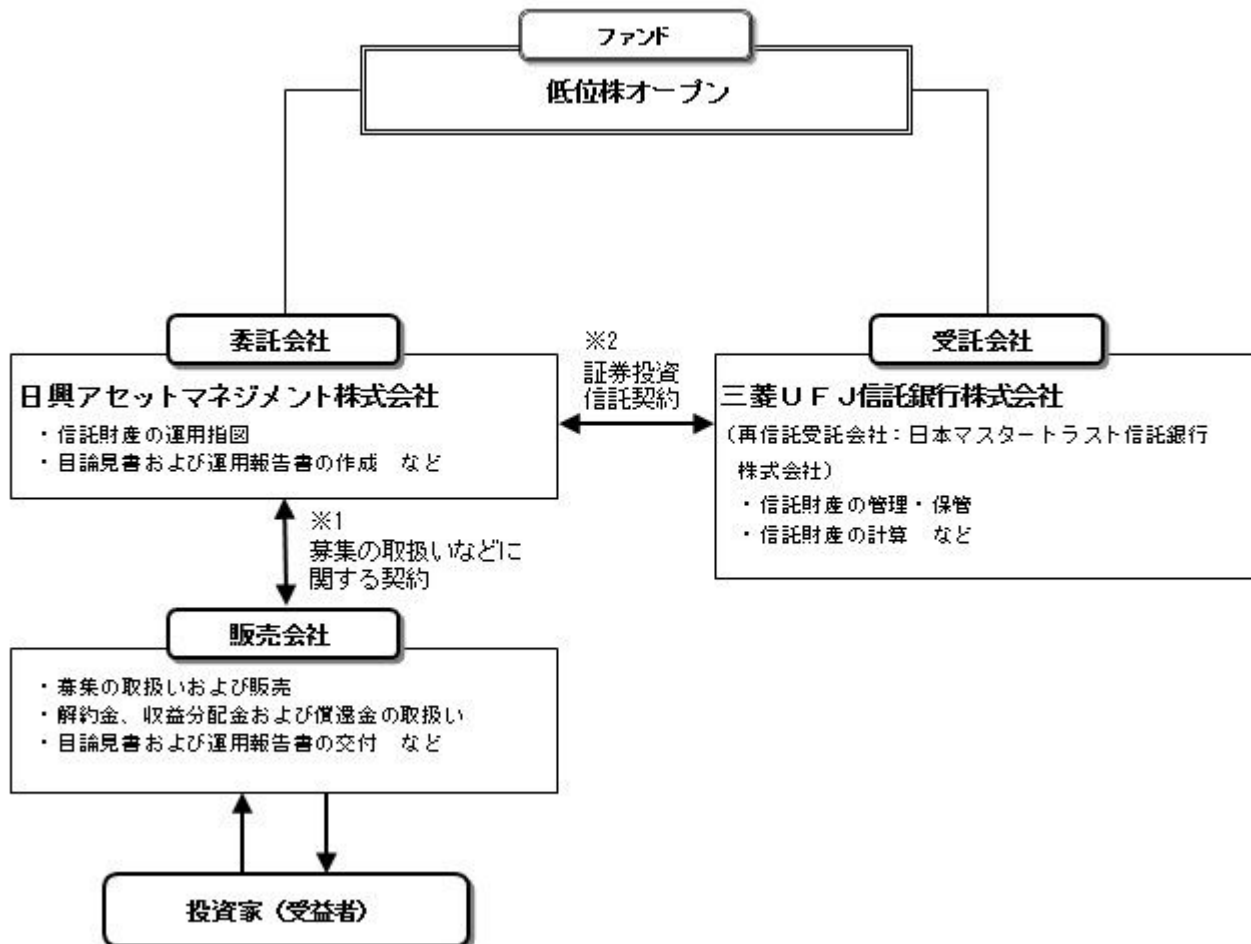 ファンド
低位株オープン
委託会社
日興アセットマネジメント株式会社
・信託財産の運用指図
・目論見書および運用報告書の作成　など
※2
証券投資
信託契約
受託会社
三菱ＵＦＪ信託銀行株式会社
（再信託受託会社：日本マスタートラスト信託銀行
株式会社）
・信託財産の管理・保管
・信託財産の計算　など
※1
募集の取扱いなどに
関する契約
販売会社
・募集の取扱いおよび販売
・解約金、収益分配金および償還金の取扱い
・目論見書および運用報告書の交付　など
投資家（受益者）